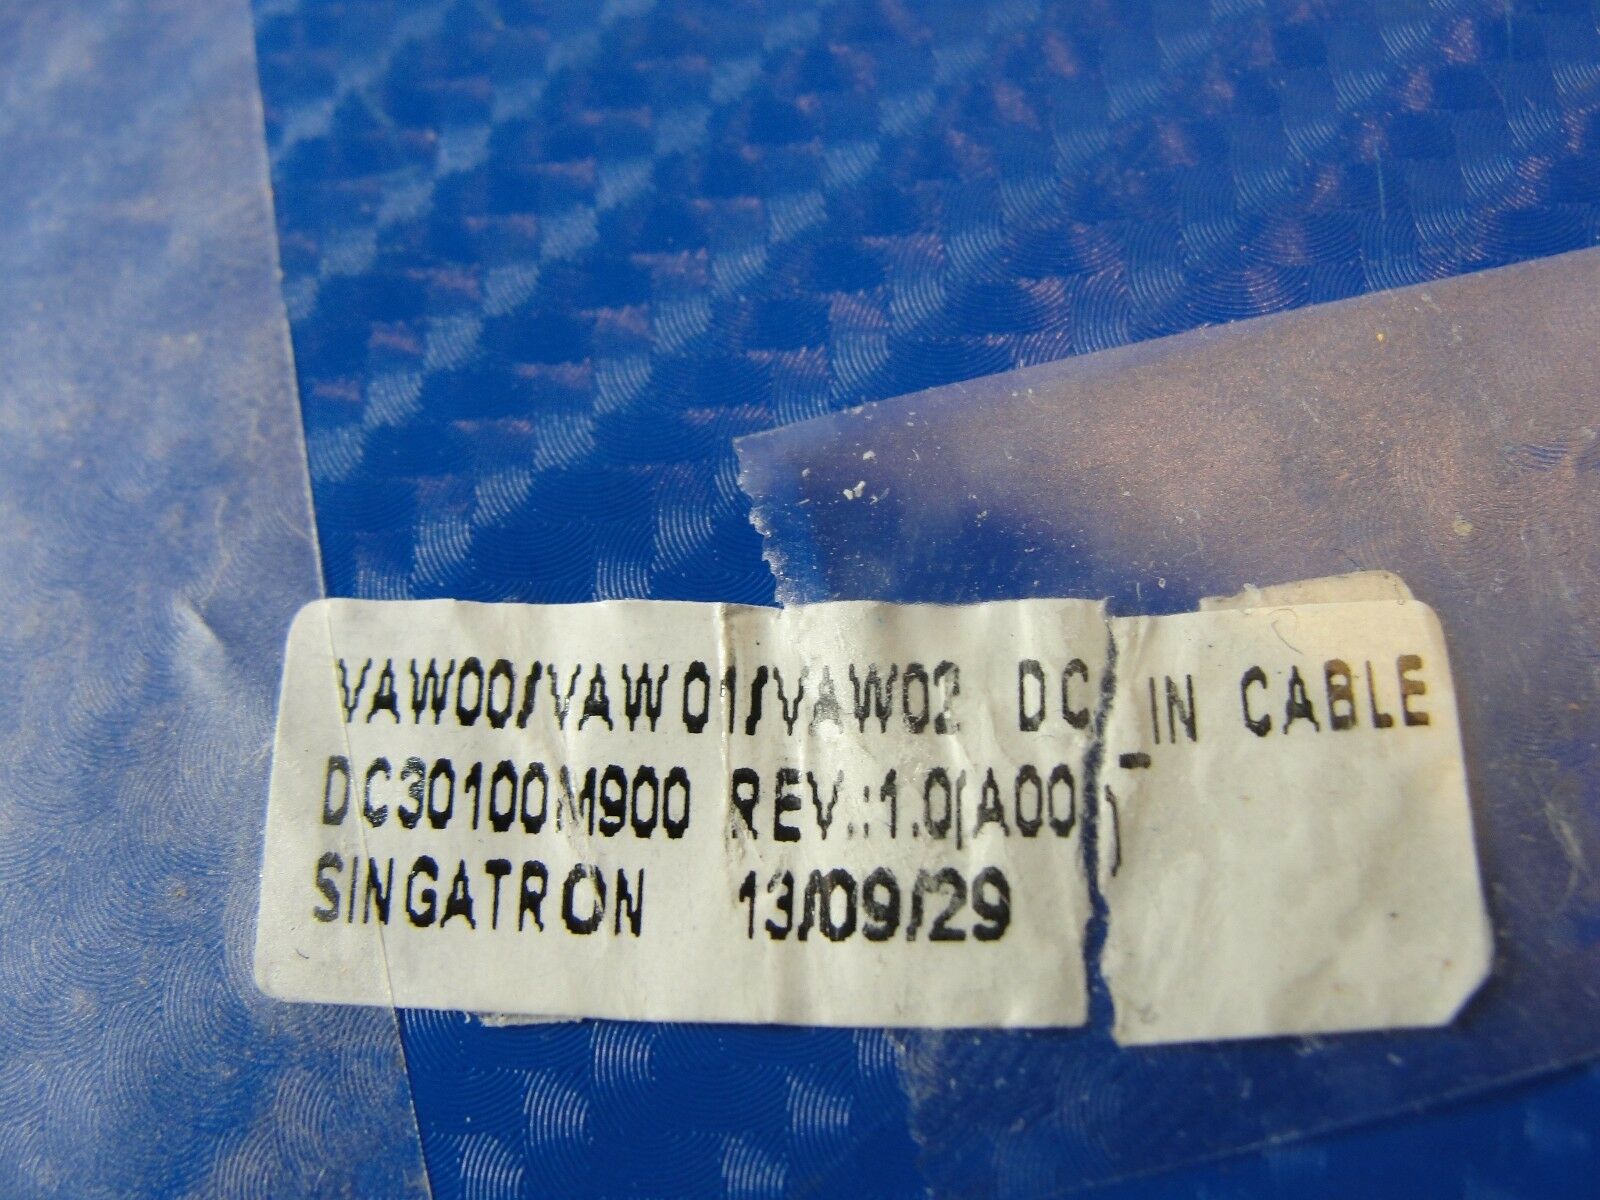 VAW00/VAW01/VAW02 DC_IN CABLE
DC30100M900 REV.:1.0(A00)
SINGATRON 13/09/29